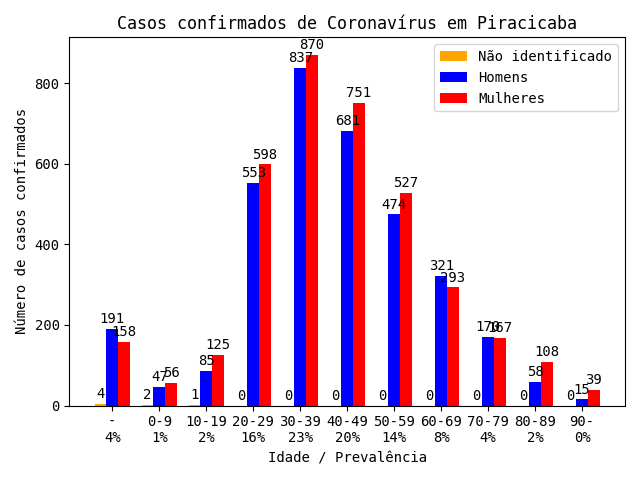 Casos confirmados de Coronavírus em Piracicaba
Não identificado
Homens
Mulheres
Número de casos confirmados
800
600
400
200
0
4 191 158
2 47 56
1 85 125
0 553 598
0 837 870
0 681 751
0 474 527
0 321 293
0 170 167
0 58 108
0 15 39
- 0-9 10-19 20-29 30-39 40-49 50-59 60-69 70-79 80-89 90-
4% 1% 2% 16% 23% 20% 14% 8% 4% 2% 0%
Idade / Prevalência